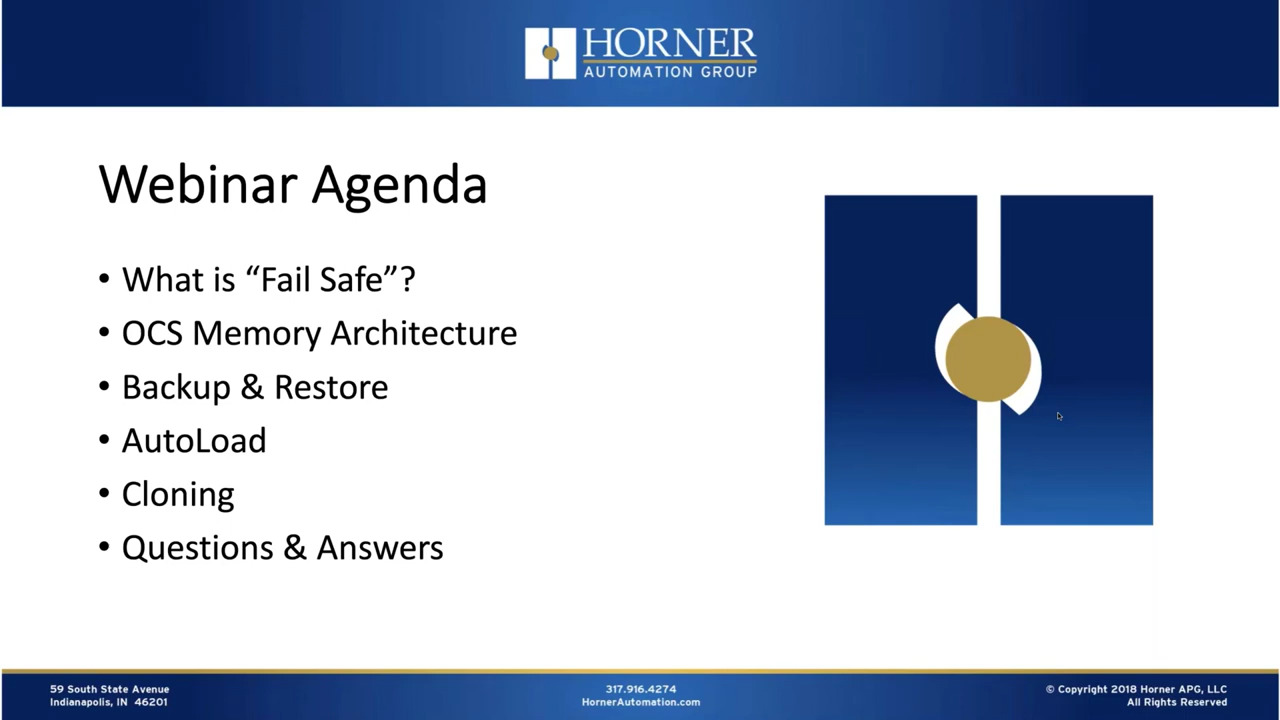 HORNER
AUTOMATION GROUP
Webinar Agenda
• What is “Fail Safe”?
• OCS Memory Architecture
• Backup & Restore
• AutoLoad
• Cloning
• Questions & Answers
59 South State Avenue
Indianapolis, IN 46201
317.916.4274
HornerAutomation.com
© Copyright 2018 Horner APG, LLC
All Rights Reserved